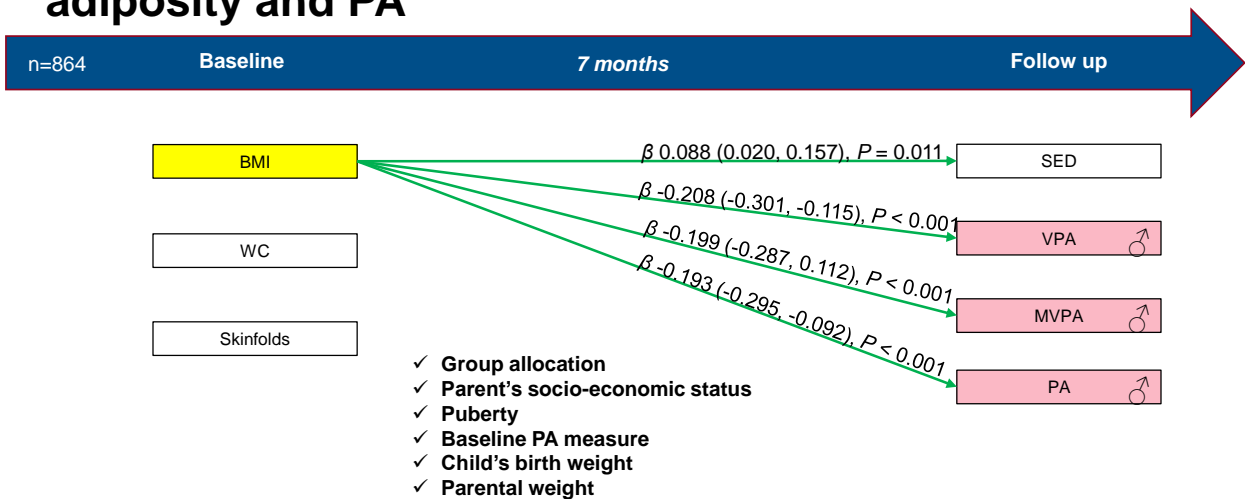 adiposity and PA
n=864 Baseline 7 months Follow up
BMI
β 0.088 (0.020, 0.157), P = 0.011
SED
β -0.208 (-0.301, -0.115), P < 0.001
VPA ♂
WC
β -0.199 (-0.287, 0.112), P < 0.001
MVPA ♂
β -0.193 (-0.295, -0.092), P < 0.001
Skinfolds
PA ♂
✓ Group allocation
✓ Parent's socio-economic status
✓ Puberty
✓ Baseline PA measure
✓ Child's birth weight
✓ Parental weight